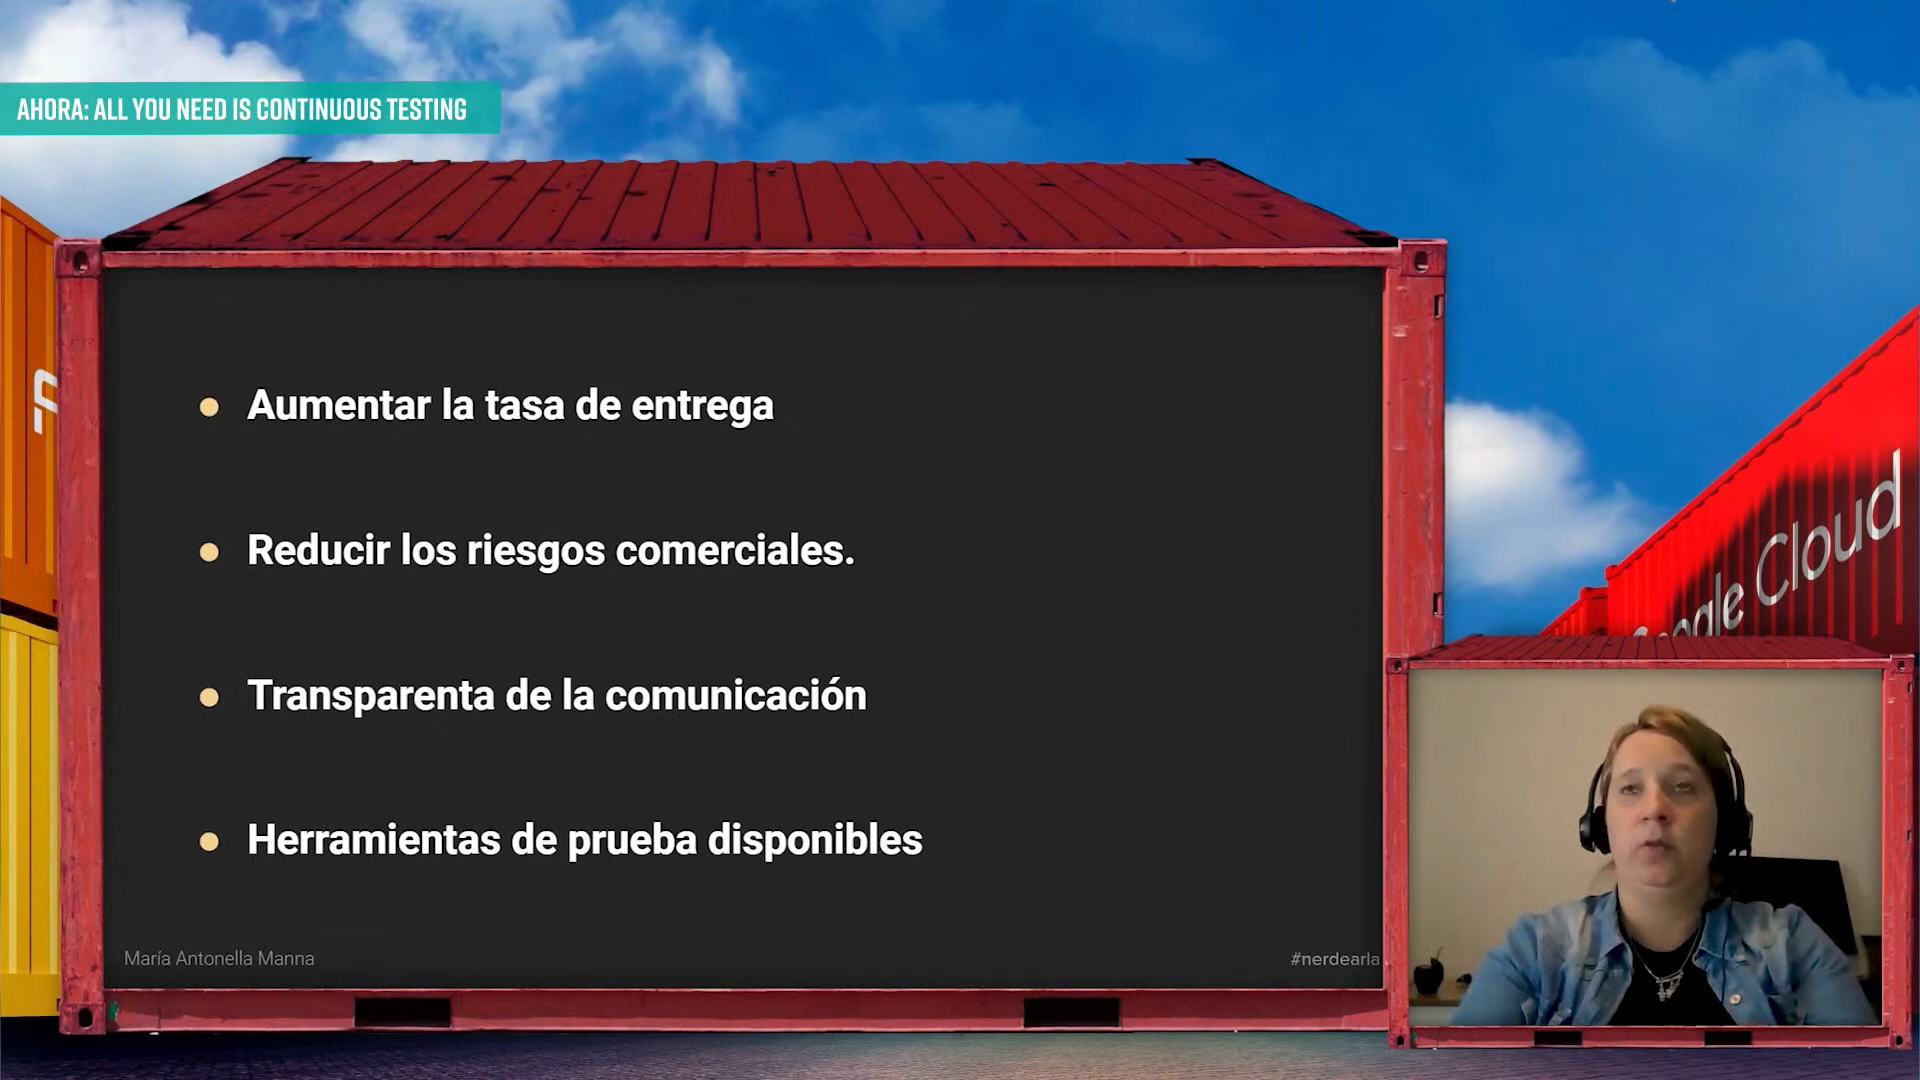 AHORA: ALL YOU NEED IS CONTINUOUS TESTING
Aumentar la tasa de entrega
Reducir los riesgos comerciales.
Transparenta de la comunicación
Herramientas de prueba disponibles
María Antonella Manna
#nerdearla
Google Cloud